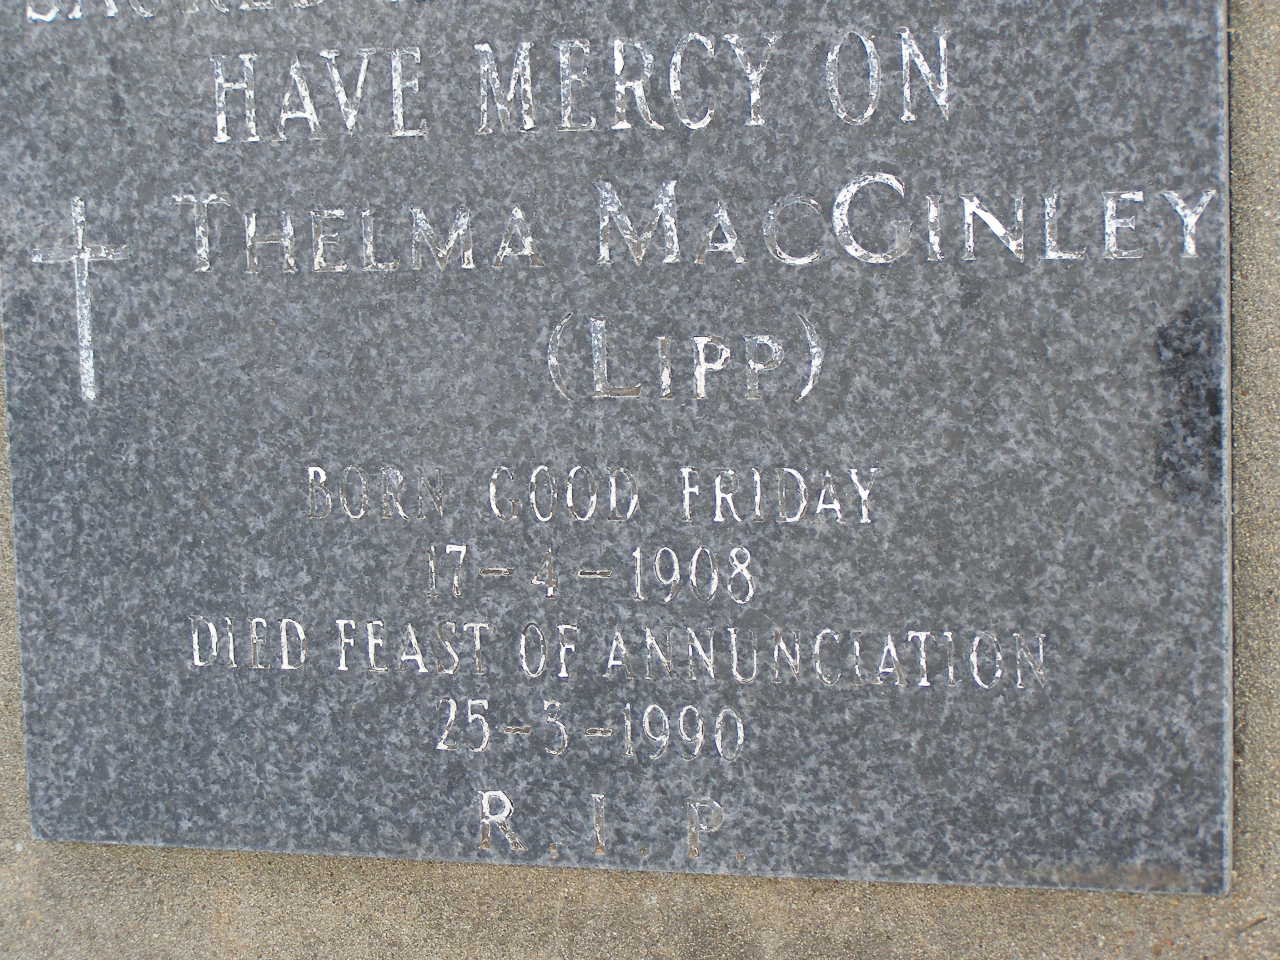 SACRED
HAVE MERCY ON
THELMA MACGINLEY
(LIPP)
BORN GOOD FRIDAY
17-4-1908
DIED FEAST OF ANNUNCIATION
25-3-1990
R.I.P.